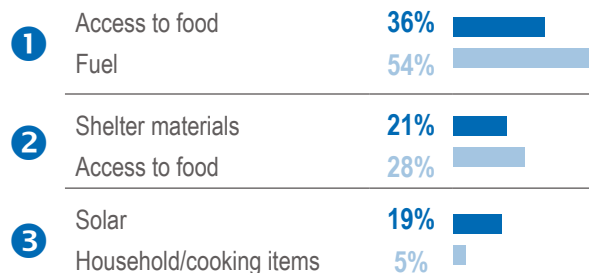 1
Access to food 36%
Fuel 54%
2
Shelter materials 21%
Access to food 28%
3
Solar 19%
Household/cooking items 5%